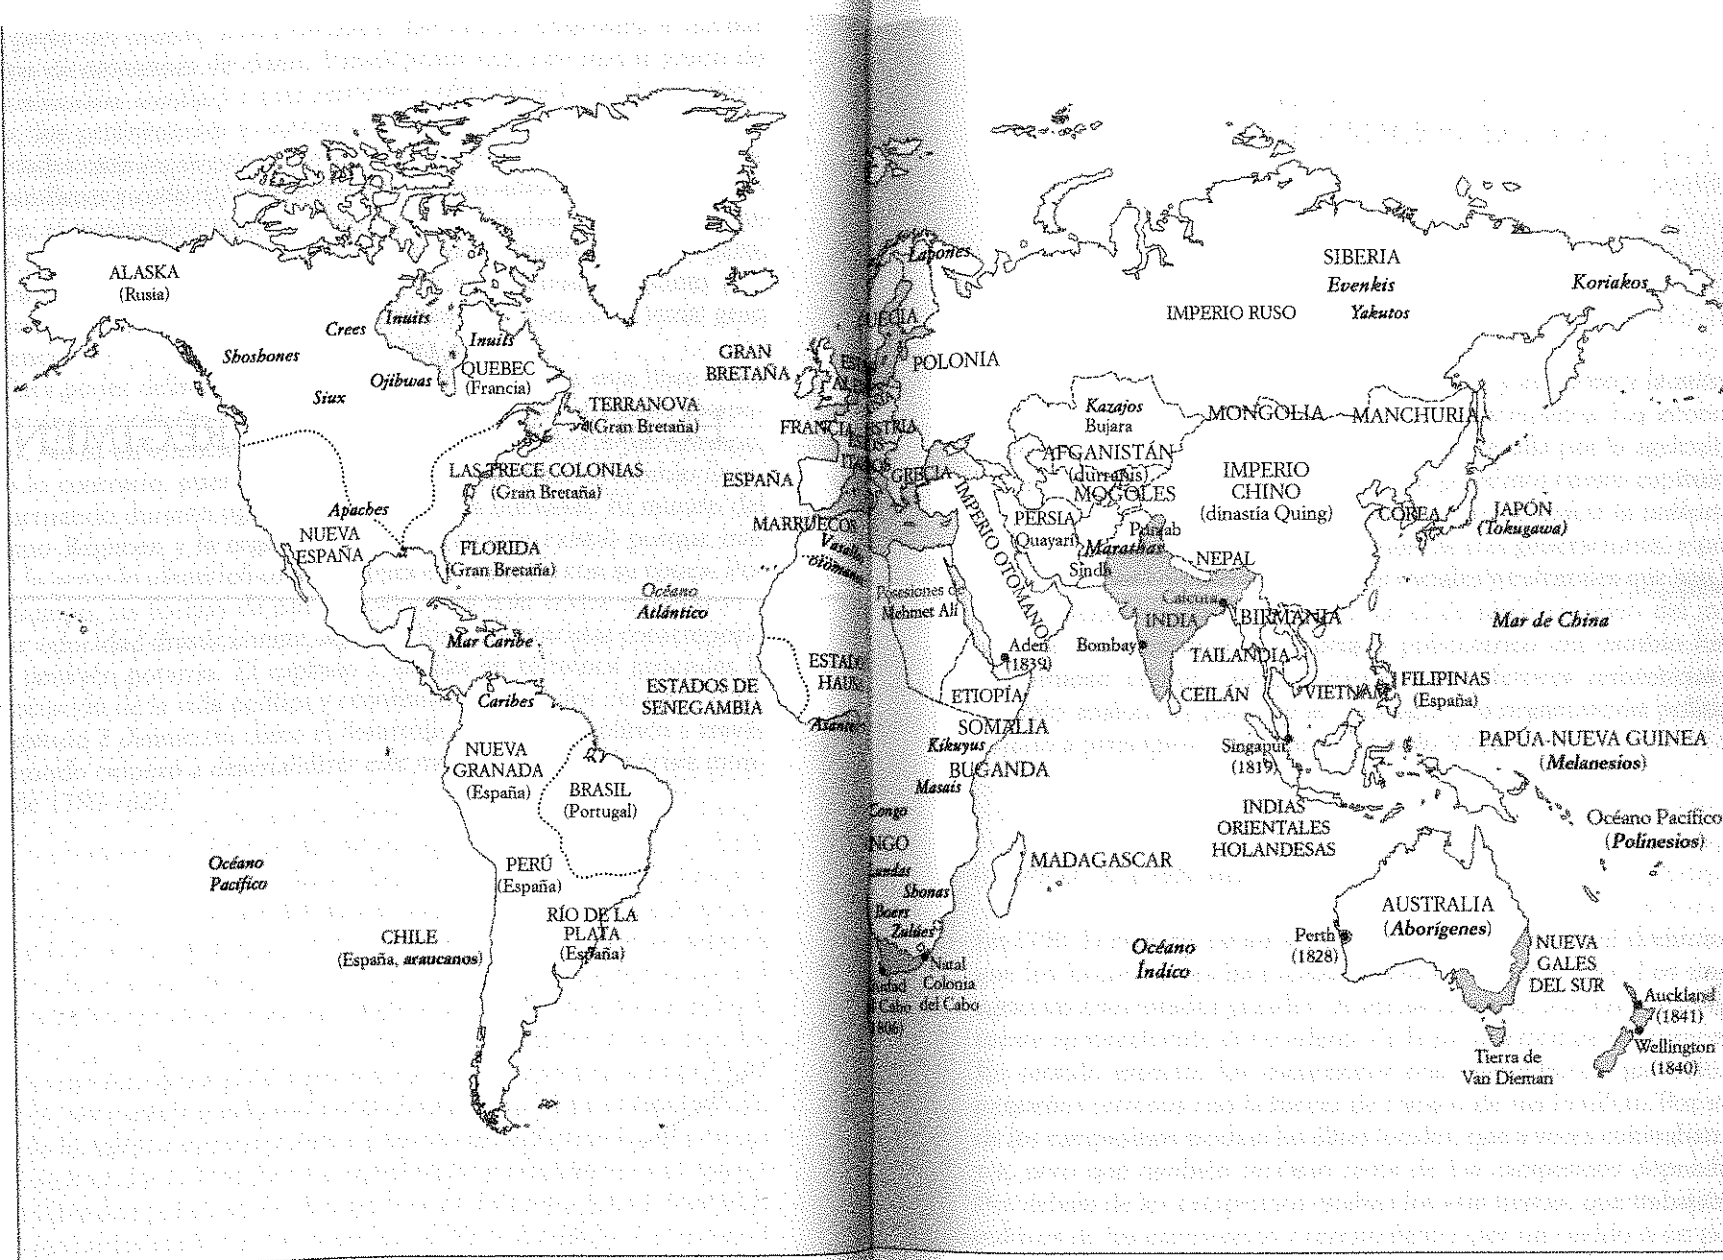 ALASKA
(Rusia)
Crees
Inuits
Inuits
Shoshones
Siux
Ojibwas
QUEBEC
(Francia)
TERRANOVA
(Gran Bretaña)
LAS TRECE COLONIAS
(Gran Bretaña)
Apaches
NUEVA
ESPAÑA
FLORIDA
(Gran Bretaña)
Mar Caribe
Caribes
NUEVA
GRANADA
(España)
BRASIL
(Portugal)
PERÚ
(España)
RÍO DE LA
PLATA
(España)
CHILE
(España, araucanos)
Océano
Pacífico
Océano
Atlántico
GRAN
BRETAÑA
FRANCIA
ESPAÑA
MARRUECOS
ESTADOS DE
SENEGAMBIA
Lapones
POLONIA
GRECIA
IMPERIO OTOMANO
Posesiones de
Mehmet Alí
Aden
(1839)
ETIOPÍA
SOMALIA
Kikuyus
BUGANDA
Masais
Congo
Shonas
Boers
Zulúes
Natal
Colonia
del Cabo
MADAGASCAR
SIBERIA
Evenkis
Yakutos
Koriakos
IMPERIO RUSO
Kazajos
Bujara
MONGOLIA
MANCHURIA
AFGANISTÁN
(durranis)
MOGOLES
PERSIA
(Quayarí)
Punjab
Marathas
Sindh
NEPAL
IMPERIO
CHINO
(dinastía Quing)
COREA
JAPÓN
(Tokugawa)
Calcuta
INDIA
BIRMANIA
Bombay
TAILANDIA
CEILÁN
VIETNAM
FILIPINAS
(España)
Mar de China
Singapur
(1819)
PAPÚA-NUEVA GUINEA
(Melanesios)
INDIAS
ORIENTALES
HOLANDESAS
Océano Pacífico
(Polinesios)
AUSTRALIA
(Aborígenes)
Perth
(1828)
Océano
Índico
NUEVA
GALES
DEL SUR
Auckland
(1841)
Wellington
(1840)
Tierra de
Van Dieman